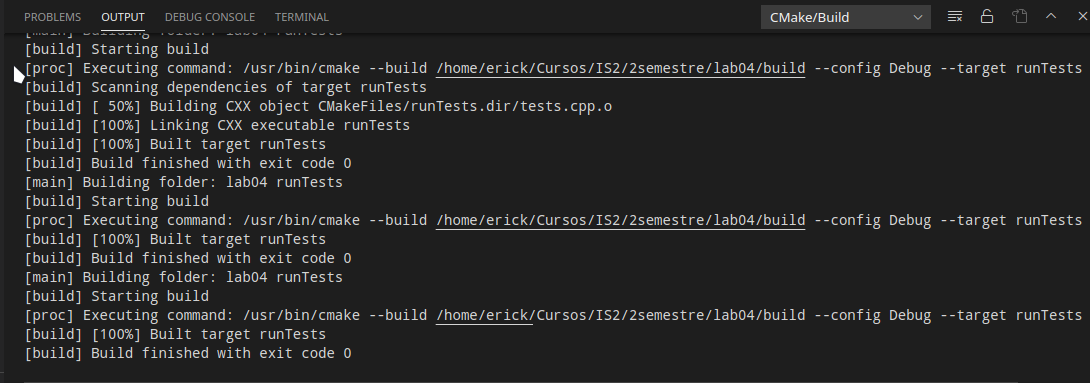 PROBLEMS OUTPUT DEBUG CONSOLE TERMINAL CMake/Build
[main] Building folder: lab04 runTests
[build] Starting build
[proc] Executing command: /usr/bin/cmake --build /home/erick/Cursos/IS2/2semestre/lab04/build --config Debug --target runTests
[build] Scanning dependencies of target runTests
[build] [ 50%] Building CXX object CMakeFiles/runTests.dir/tests.cpp.o
[build] [100%] Linking CXX executable runTests
[build] [100%] Built target runTests
[build] Build finished with exit code 0
[main] Building folder: lab04 runTests
[build] Starting build
[proc] Executing command: /usr/bin/cmake --build /home/erick/Cursos/IS2/2semestre/lab04/build --config Debug --target runTests
[build] [100%] Built target runTests
[build] Build finished with exit code 0
[main] Building folder: lab04 runTests
[build] Starting build
[proc] Executing command: /usr/bin/cmake --build /home/erick/Cursos/IS2/2semestre/lab04/build --config Debug --target runTests
[build] [100%] Built target runTests
[build] Build finished with exit code 0